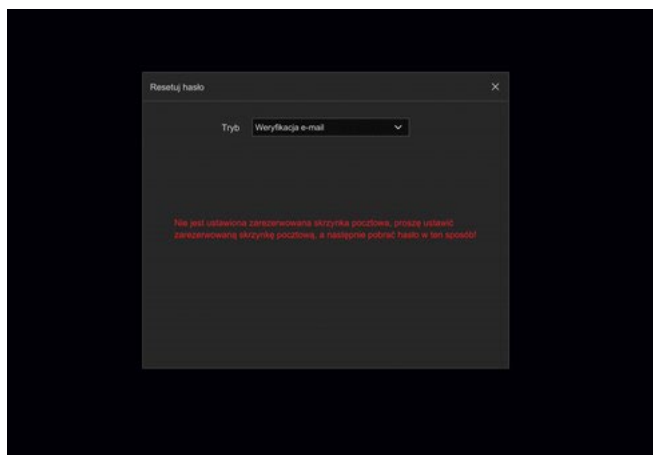 Resetuj hasło
Tryb Weryfikacja e-mail
Nie jest ustawiona zarezerwowana skrzynka pocztowa, proszę ustawić
zarezerwowaną skrzynkę pocztową, a następnie pobrać hasło w ten sposób!